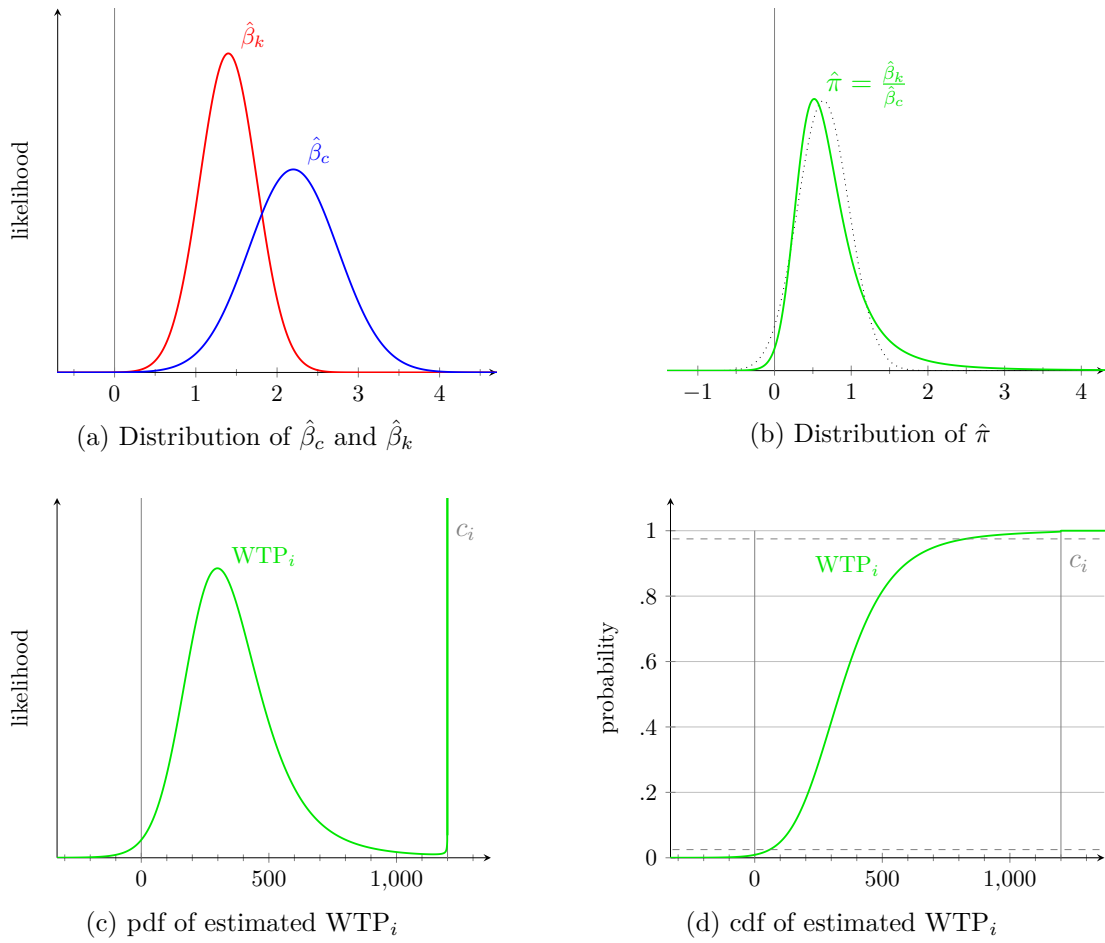 β̂_k
β̂_c
likelihood
0 1 2 3 4
(a) Distribution of β̂_c and β̂_k
π̂ = β̂_k/β̂_c
−1 0 1 2 3 4
(b) Distribution of π̂
c_i
WTP_i
likelihood
0 500 1,000
(c) pdf of estimated WTP_i
1
WTP_i
c_i
.8
.6
probability
.4
.2
0
0 500 1,000
(d) cdf of estimated WTP_i